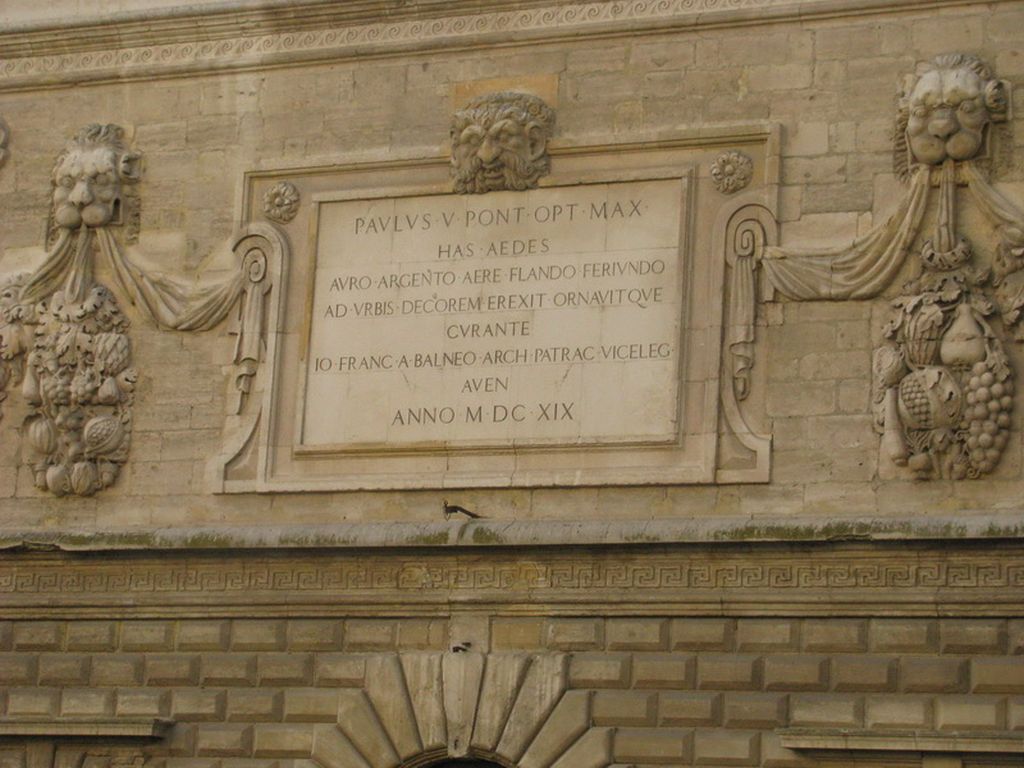 PAVLVS·V·PONT·OPT·MAX·
HAS·AEDES
AVRO·ARGENTO·AERE·FLANDO·FERIVNDO
AD·VRBIS·DECOREM·EREXIT·ORNAVITQVE
CVRANTE
IO·FRANC·A·BALNEO·ARCH·PATRAC·VICELEG·
AVEN
ANNO·M·DC·XIX